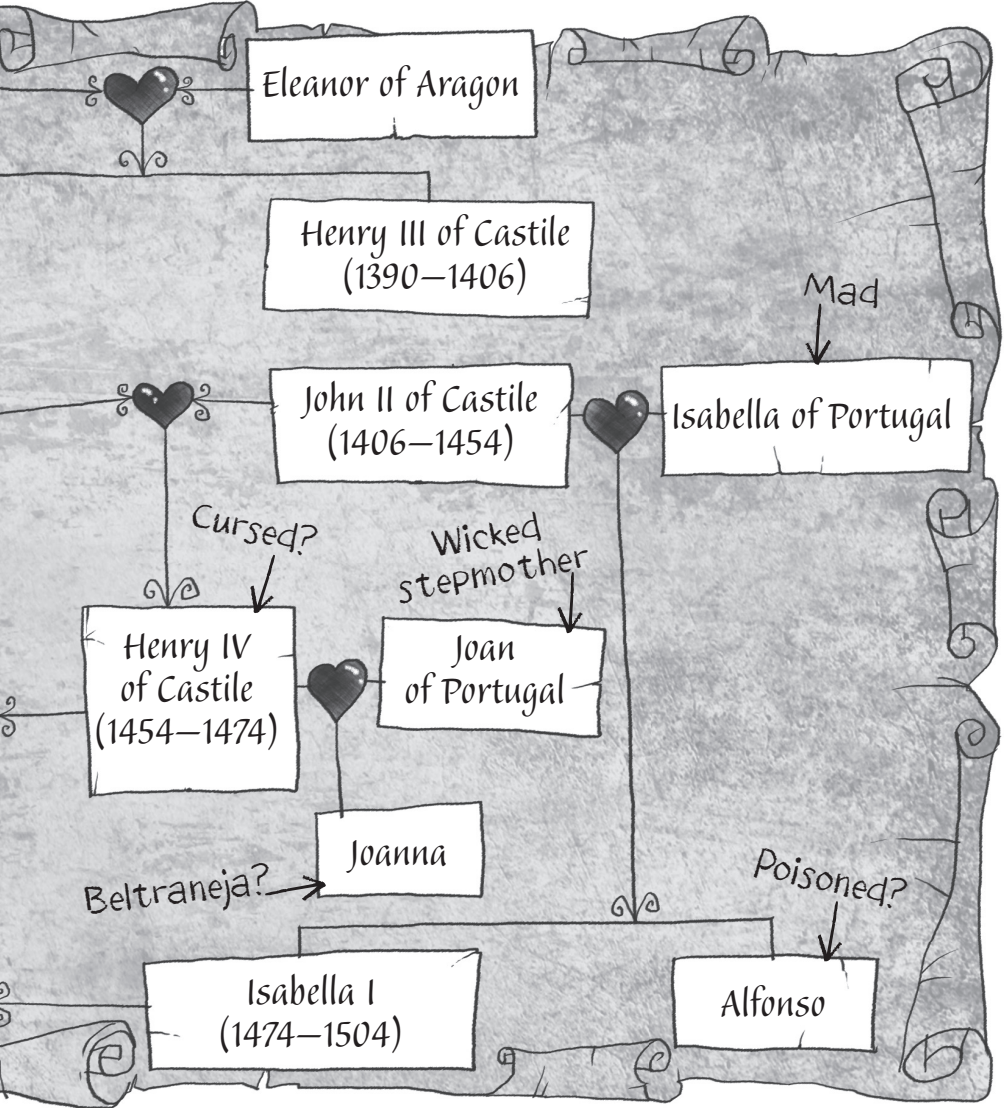 Eleanor of Aragon
Henry III of Castile
(1390—1406)
Mad
John II of Castile
(1406—1454)
Isabella of Portugal
Cursed?
Wicked
stepmother
Henry IV
of Castile
(1454—1474)
Joan
of Portugal
Joanna
Beltraneja?
Poisoned?
Isabella I
(1474—1504)
Alfonso